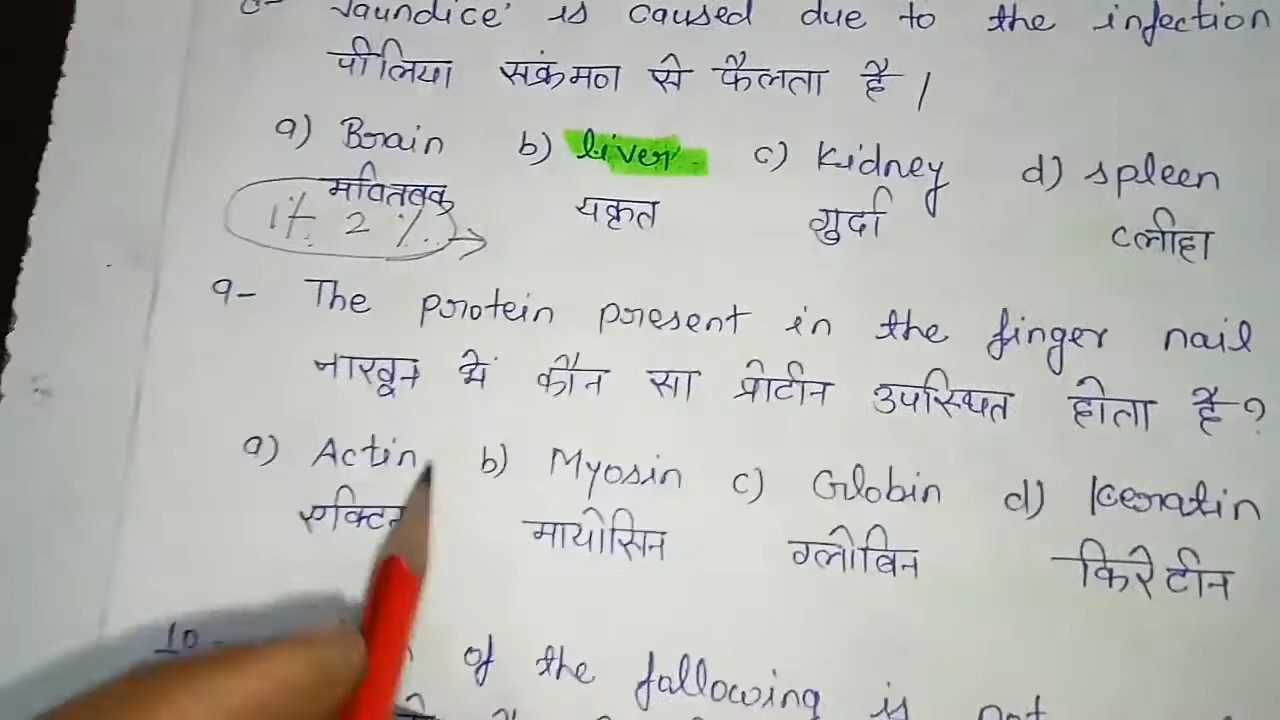 8- Jaundice is caused due to the infection
पीलिया संक्रमण से फैलता है।
a) Brain b) liver c) Kidney d) spleen
यकृत गुर्दा प्लीहा
1% 2%
9- The protein present in the finger nail
नाखून में कौन सा प्रोटीन उपस्थित होता है?
a) Actin b) Myosin c) Globin d) Keratin
एक्टिन मायोसिन ग्लोबिन किरेटीन
10- of the following is not